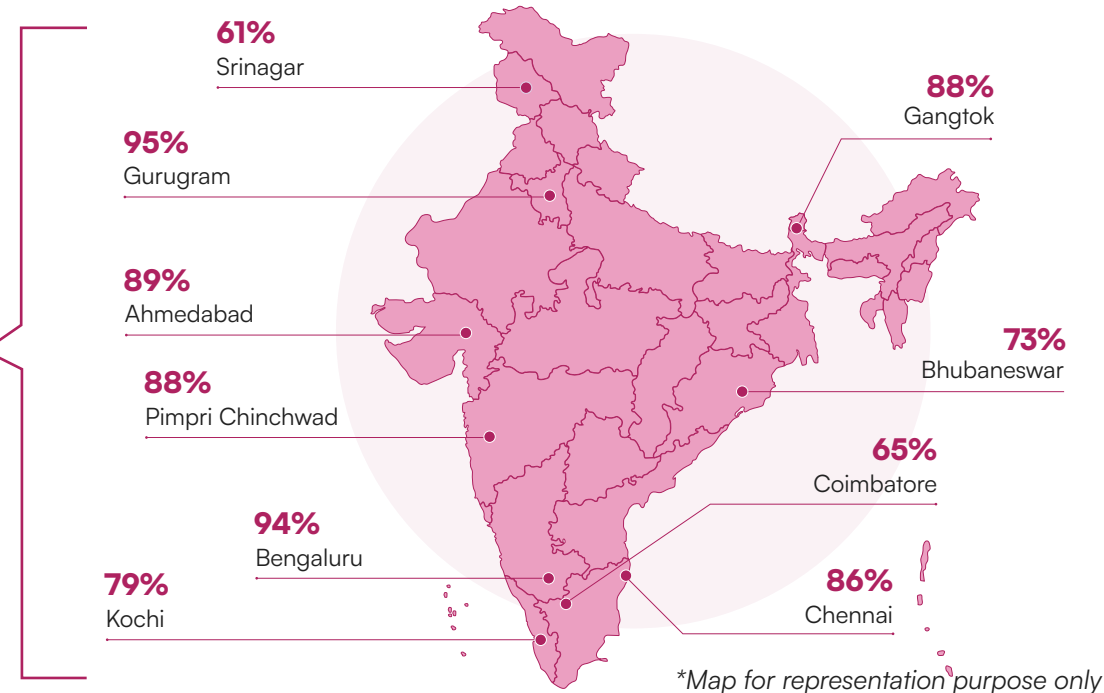 61%
Srinagar
88%
Gangtok
95%
Gurugram
89%
Ahmedabad
73%
Bhubaneswar
88%
Pimpri Chinchwad
65%
Coimbatore
94%
Bengaluru
79%
Kochi
86%
Chennai
*Map for representation purpose only